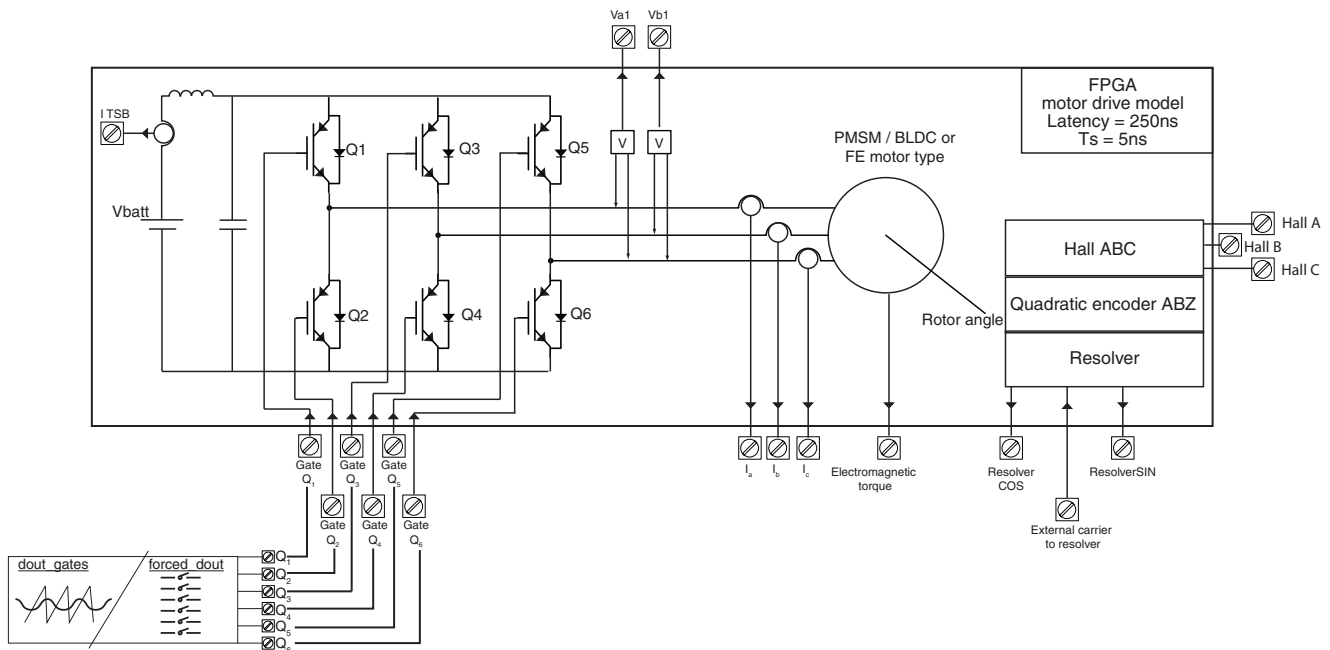 Va1 Vb1
FPGA
motor drive model
Latency = 250ns
Ts = 5ns
I TSB
Q1 Q3 Q5
V V
PMSM / BLDC or
FE motor type
Vbatt
Hall A
Hall B
Hall C
Hall ABC
Quadratic encoder ABZ
Resolver
Rotor angle
Q2 Q4 Q6
Gate Q1
Gate Q3
Gate Q5
Gate Q2
Gate Q4
Gate Q6
Ia Ib Ic
Electromagnetic
torque
Resolver
COS
ResolverSIN
External carrier
to resolver
dout_gates forced_dout
Q1
Q2
Q3
Q4
Q5
Q6